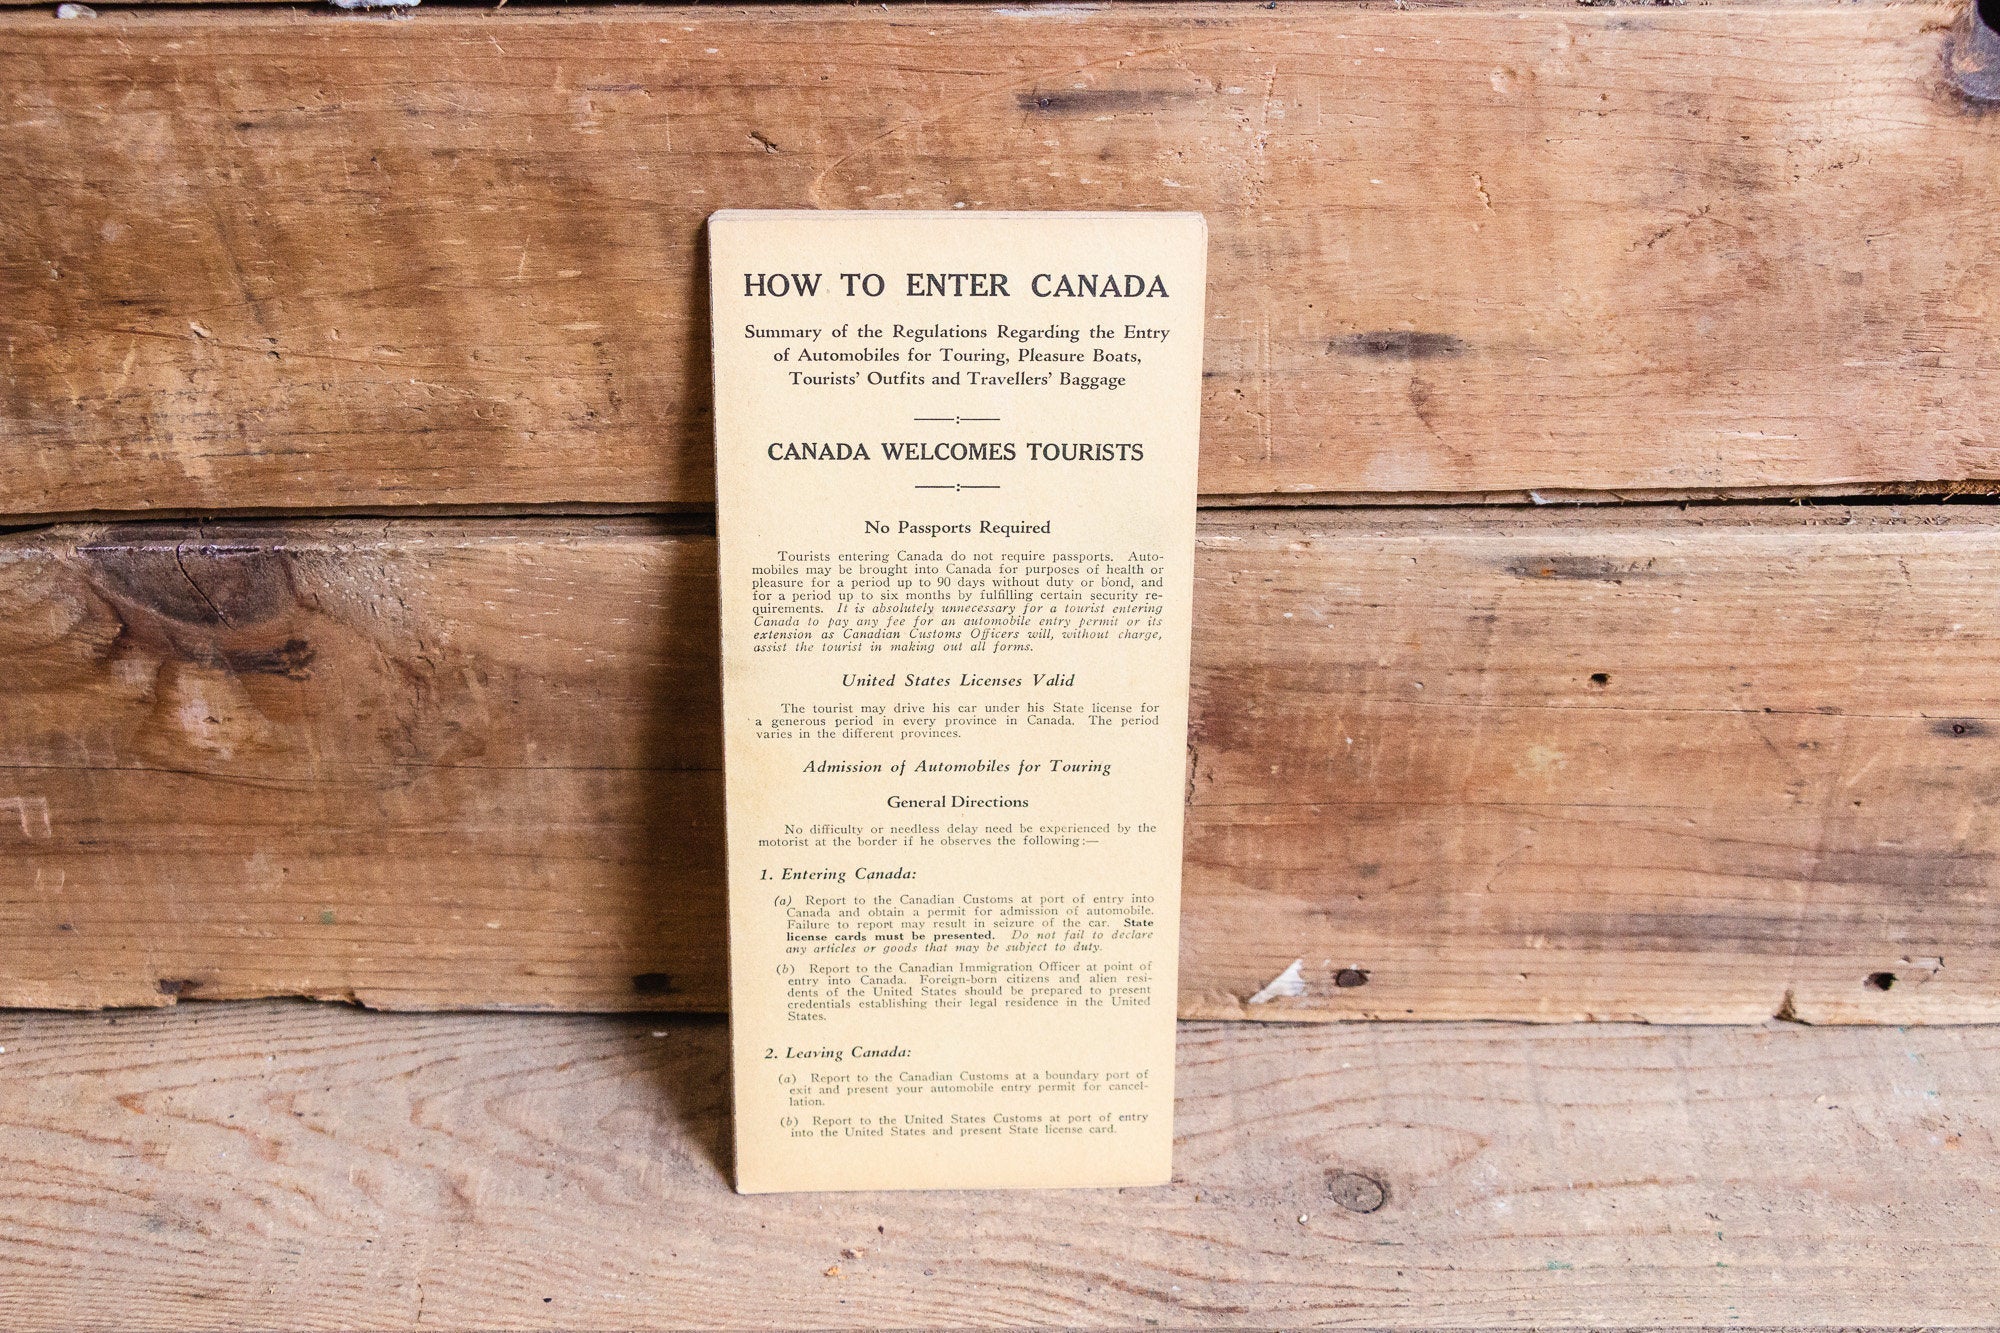 HOW TO ENTER CANADA
Summary of the Regulations Regarding the Entry
of Automobiles for Touring, Pleasure Boats,
Tourists' Outfits and Travellers' Baggage
CANADA WELCOMES TOURISTS
No Passports Required
Tourists entering Canada do not require passports. Auto-
mobiles may be brought into Canada for purposes of health or
pleasure for a period up to 90 days without duty or bond, and
for a period up to six months by fulfilling certain security re-
quirements. It is absolutely unnecessary for a tourist entering
Canada to pay any fee for an automobile entry permit or its
extension as Canadian Customs Officers will, without charge,
assist the tourist in making out all forms.
United States Licenses Valid
The tourist may drive his car under his State license for
a generous period in every province in Canada. The period
varies in the different provinces.
Admission of Automobiles for Touring
General Directions
No difficulty or needless delay need be experienced by the
motorist at the border if he observes the following:—
1. Entering Canada:
(a) Report to the Canadian Customs at port of entry into
Canada and obtain a permit for admission of automobile.
Failure to report may result in seizure of the car. State
license cards must be presented. Do not fail to declare
any articles or goods that may be subject to duty.
(b) Report to the Canadian Immigration Officer at point of
entry into Canada. Foreign-born citizens and alien resi-
dents of the United States should be prepared to present
credentials establishing their legal residence in the United
States.
2. Leaving Canada:
(a) Report to the Canadian Customs at a boundary port of
exit and present your automobile entry permit for cancel-
lation.
(b) Report to the United States Customs at port of entry
into the United States and present State license card.